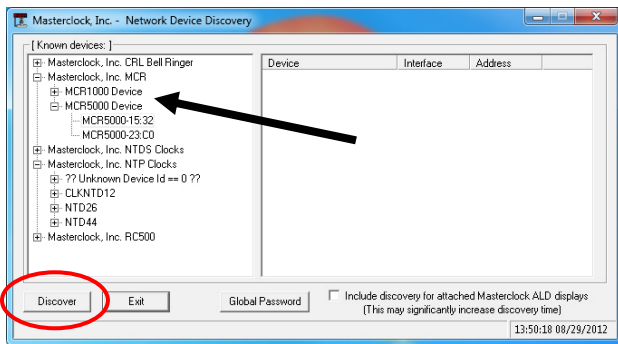 Masterclock, Inc. - Network Device Discovery
[ Known devices: ]
Masterclock, Inc. CRL Bell Ringer
Masterclock, Inc. MCR
MCR1000 Device
MCR5000 Device
MCR5000-15:32
MCR5000-23:C0
Masterclock, Inc. NTDS Clocks
Masterclock, Inc. NTP Clocks
?? Unknown Device Id == 0 ??
CLKNTD12
NTD26
NTD44
Masterclock, Inc. RC500
Device Interface Address
Discover Exit Global Password
Include discovery for attached Masterclock ALD displays
(This may significantly increase discovery time)
13:50:18 08/29/2012